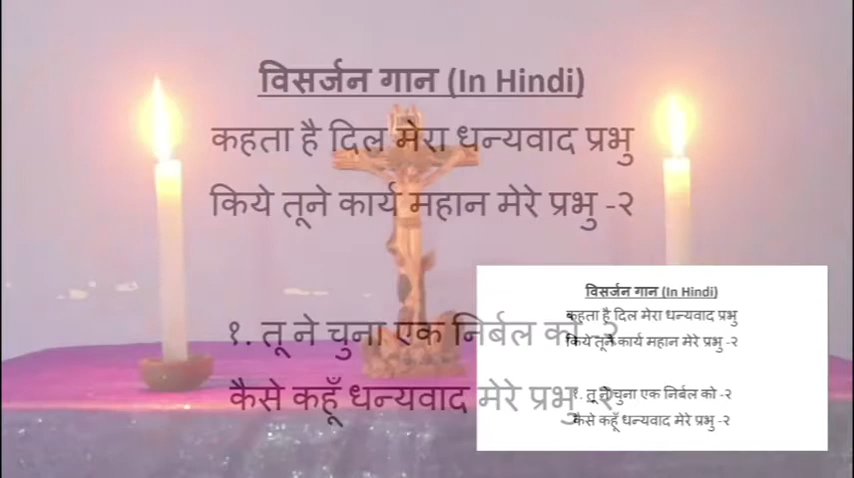 विसर्जन गान (In Hindi)
कहता है दिल मेरा धन्यवाद प्रभु
किये तूने कार्य महान मेरे प्रभु -२
१. तू ने चुना एक निर्बल को -२
कैसे कहूँ धन्यवाद मेरे प्रभु -२
विसर्जन गान (In Hindi)
कहता है दिल मेरा धन्यवाद प्रभु
किये तूने कार्य महान मेरे प्रभु -२
१. तू ने चुना एक निर्बल को -२
कैसे कहूँ धन्यवाद मेरे प्रभु -२